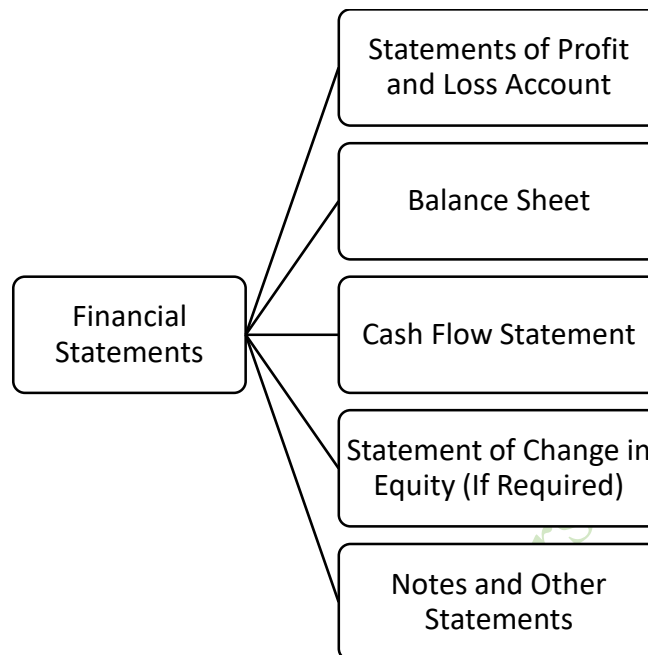 Statements of Profit
and Loss Account
Balance Sheet
Financial
Statements
Cash Flow Statement
Statement of Change in
Equity (If Required)
Notes and Other
Statements